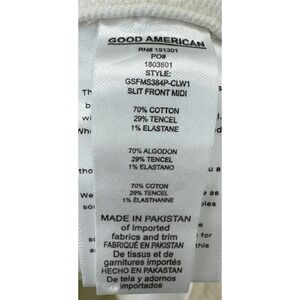 GOOD AMERICAN
RN# 151301
PO#
1803801
STYLE:
GSFMS384P-CLW1
SLIT FRONT MIDI
70% COTTON
29% TENCEL
1% ELASTANE
70% ALGODON
29% TENCEL
1% ELASTANO
70% COTON
29% TENCEL
1% ÉLASTHANNE
MADE IN PAKISTAN
of imported
fabrics and trim
FABRIQUÉ EN PAKISTAN
De tissus et de
garnitures importés
HECHO EN PAKISTAN
De tela y adornos
importados